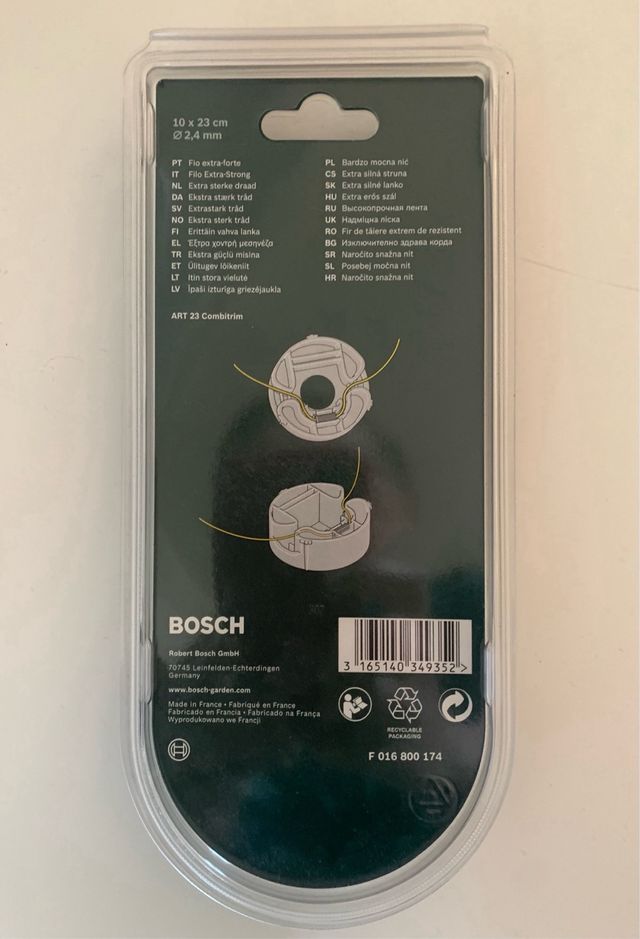 10 x 23 cm
Ø 2,4 mm
PT Fio extra-forte
IT Filo Extra-Strong
NL Extra sterke draad
DA Ekstra stærk tråd
SV Extrastark tråd
NO Ekstra sterk tråd
FI Erittäin vahva lanka
EL Έξτρα χοντρή μεσηνέζα
TR Ekstra güçlü misina
ET Ülitugev lõikeniit
LT Itin stora vielutė
LV Īpaši izturīga griezējaukla
PL Bardzo mocna nić
CS Extra silná struna
SK Extra silné lanko
HU Extra erős szál
RU Высокопрочная лента
UK Надміцна ліска
RO Fir de tăiere extrem de rezistent
BG Изключително здрава корда
SR Naročito snažna nit
SL Posebej močna nit
HR Naročito snažna nit
ART 23 Combitrim
307
BOSCH
Robert Bosch GmbH
70745 Leinfelden-Echterdingen
Germany
www.bosch-garden.com
Made in France • Fabriqué en France
Fabricado en Francia • Fabricado na França
Wyprodukowano we Francji
3 165140 349352 >
RECYCLABLE
PACKAGING
F 016 800 174